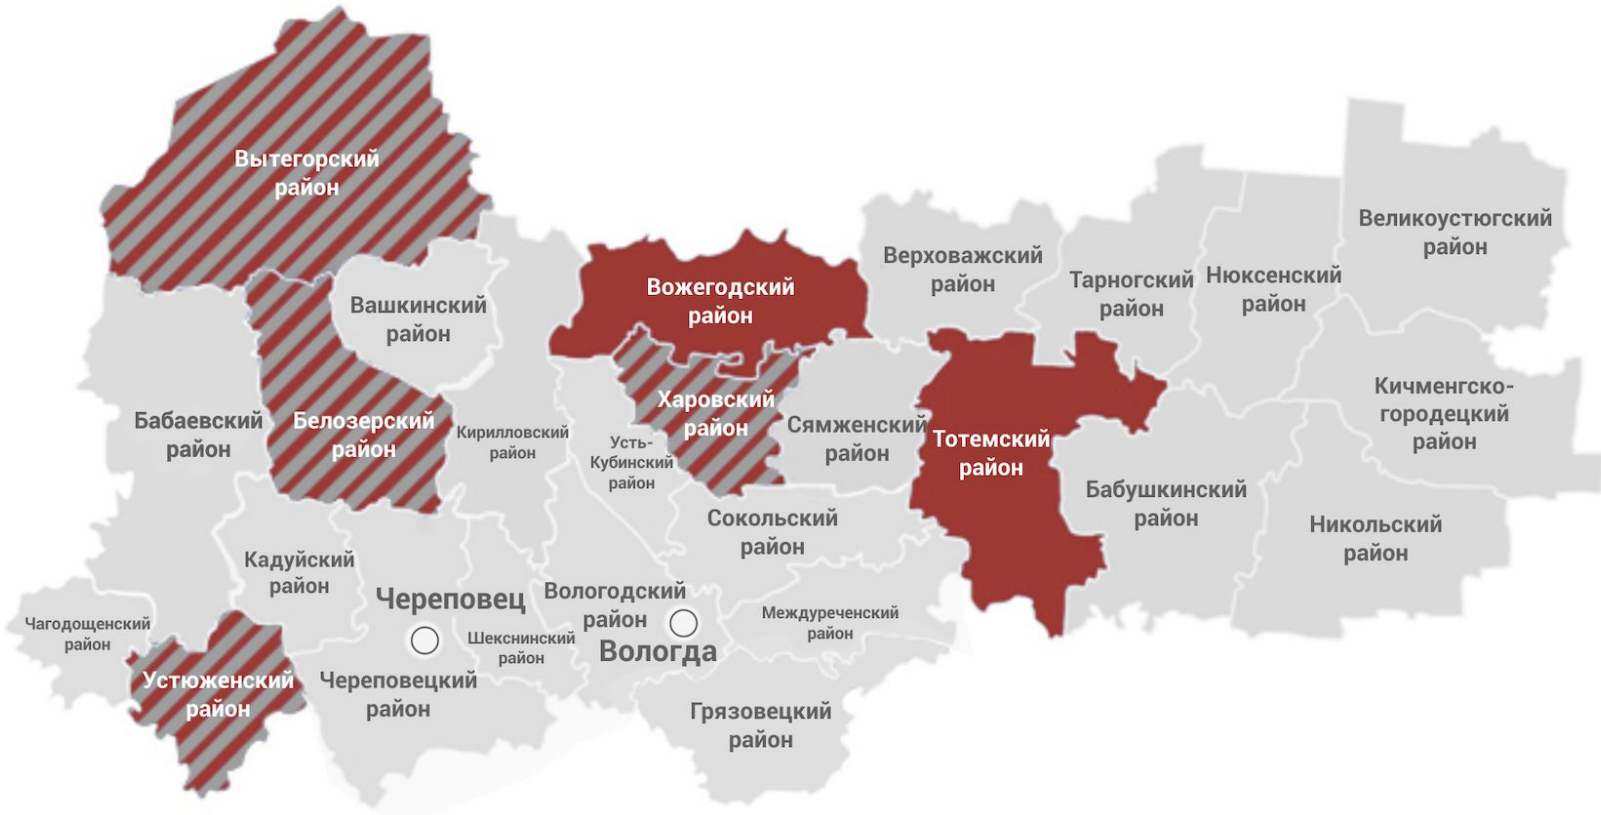 Вытегорский
район
Вожегодский
район
Верховажский
район
Тарногский
район
Нюксенский
район
Великоустюгский
район
Вашкинский
район
Бабаевский
район
Белозерский
район
Кирилловский
район
Усть-
Кубинский
район
Харовский
район
Сямженский
район
Тотемский
район
Бабушкинский
район
Кичменгско-
городецкий
район
Никольский
район
Сокольский
район
Кадуйский
район
Череповец
Вологодский
район
Вологда
Междуреченский
район
Чагодощенский
район
Устюженский
район
Череповецкий
район
Шекснинский
район
Грязовецкий
район